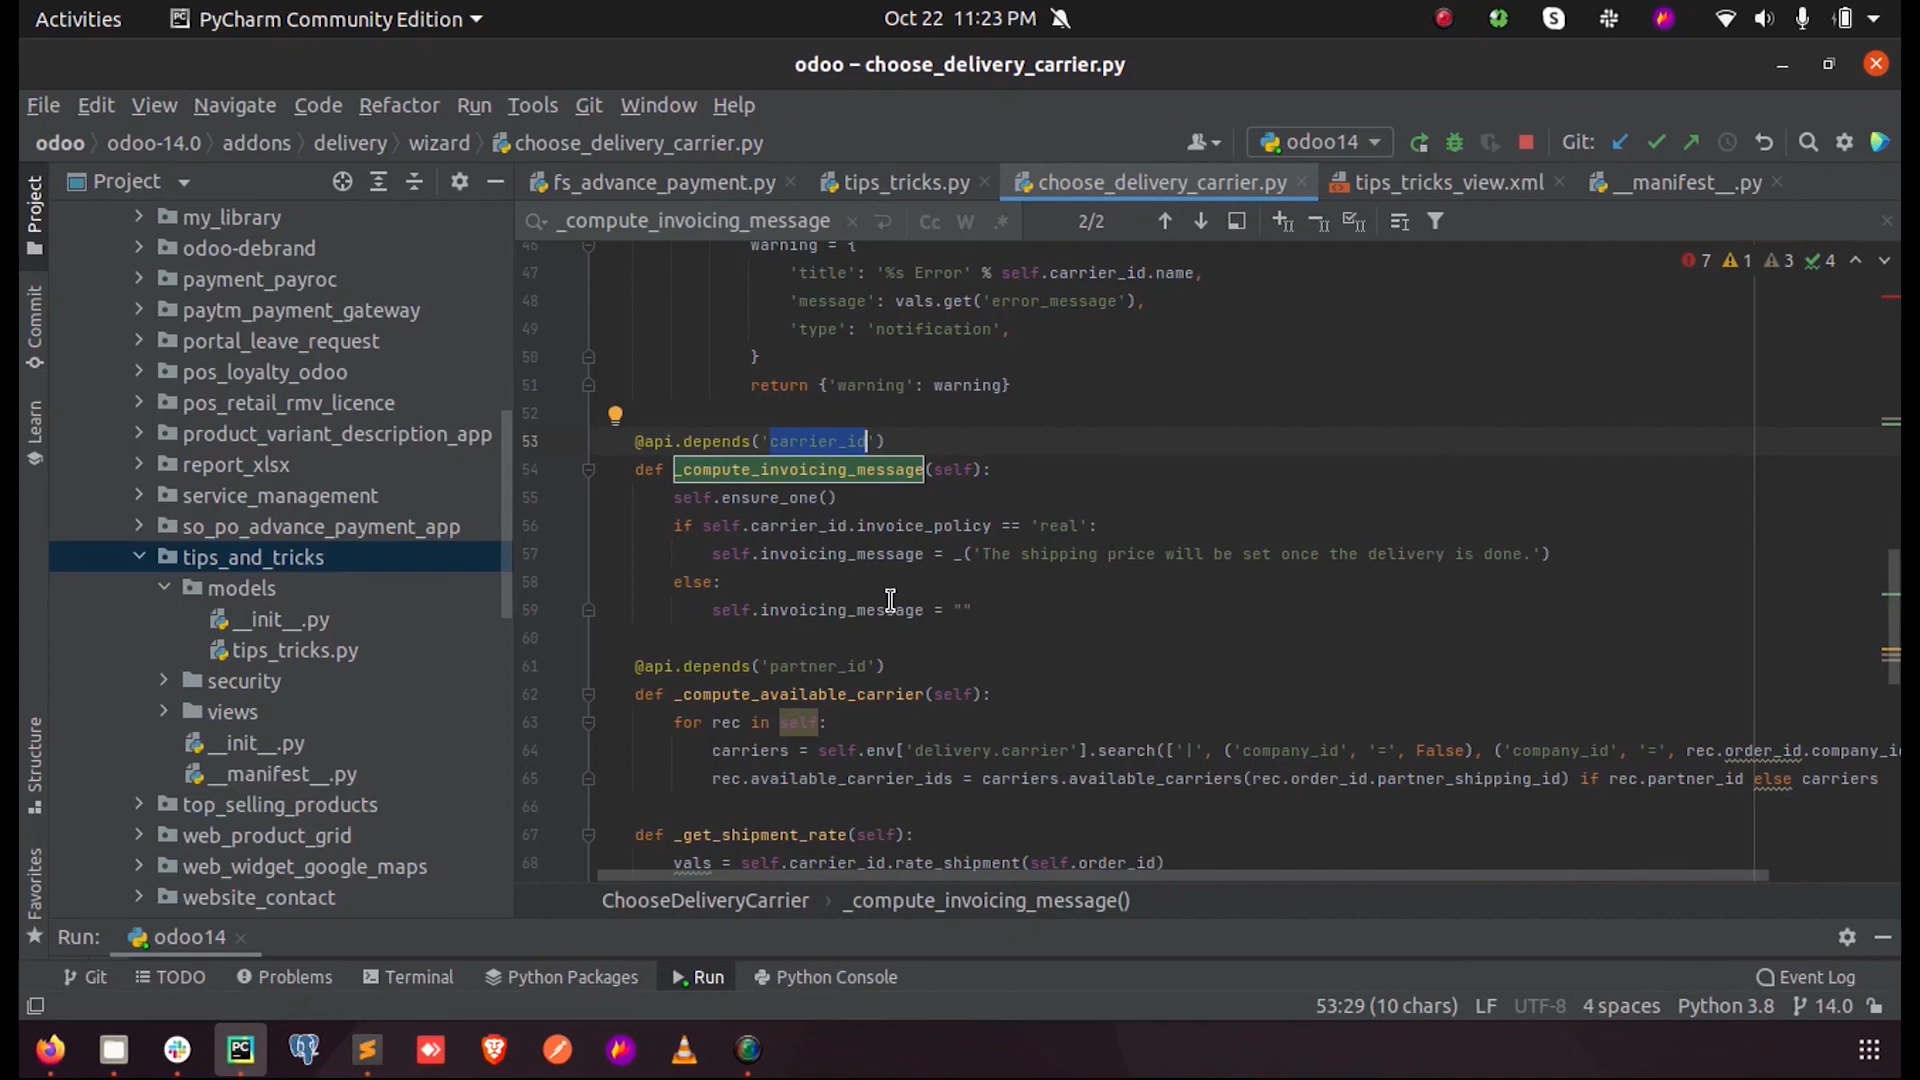 Activities PyCharm Community Edition Oct 22 11:23 PM
odoo – choose_delivery_carrier.py
File Edit View Navigate Code Refactor Run Tools Git Window Help
odoo odoo-14.0 addons delivery wizard choose_delivery_carrier.py odoo14 Git:
Project fs_advance_payment.py tips_tricks.py choose_delivery_carrier.py tips_tricks_view.xml __manifest__.py
_compute_invoicing_message Cc W .* 2/2
Project
Commit
Learn
Structure
Favorites
my_library
odoo-debrand
payment_payroc
paytm_payment_gateway
portal_leave_request
pos_loyalty_odoo
pos_retail_rmv_licence
product_variant_description_app
report_xlsx
service_management
so_po_advance_payment_app
tips_and_tricks
models
__init__.py
tips_tricks.py
security
views
__init__.py
__manifest__.py
top_selling_products
web_product_grid
web_widget_google_maps
website_contact
7 1 3 4
46 warning = {
47 'title': '%s Error' % self.carrier_id.name,
48 'message': vals.get('error_message'),
49 'type': 'notification',
50 }
51 return {'warning': warning}
52
53 @api.depends('carrier_id')
54 def _compute_invoicing_message(self):
55 self.ensure_one()
56 if self.carrier_id.invoice_policy == 'real':
57 self.invoicing_message = _('The shipping price will be set once the delivery is done.')
58 else:
59 self.invoicing_message = ""
60
61 @api.depends('partner_id')
62 def _compute_available_carrier(self):
63 for rec in self:
64 carriers = self.env['delivery.carrier'].search(['|', ('company_id', '=', False), ('company_id', '=', rec.order_id.company_i
65 rec.available_carrier_ids = carriers.available_carriers(rec.order_id.partner_shipping_id) if rec.partner_id else carriers
66
67 def _get_shipment_rate(self):
68 vals = self.carrier_id.rate_shipment(self.order_id)
ChooseDeliveryCarrier _compute_invoicing_message()
Run: odoo14
Git TODO Problems Terminal Python Packages Run Python Console Event Log
53:29 (10 chars) LF UTF-8 4 spaces Python 3.8 14.0